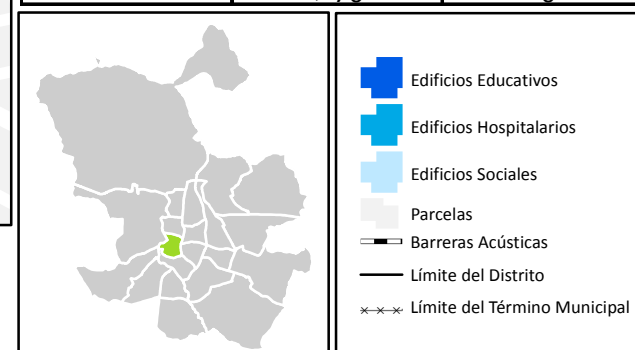 Edificios Educativos
Edificios Hospitalarios
Edificios Sociales
Parcelas
Barreras Acústicas
Límite del Distrito
Límite del Término Municipal